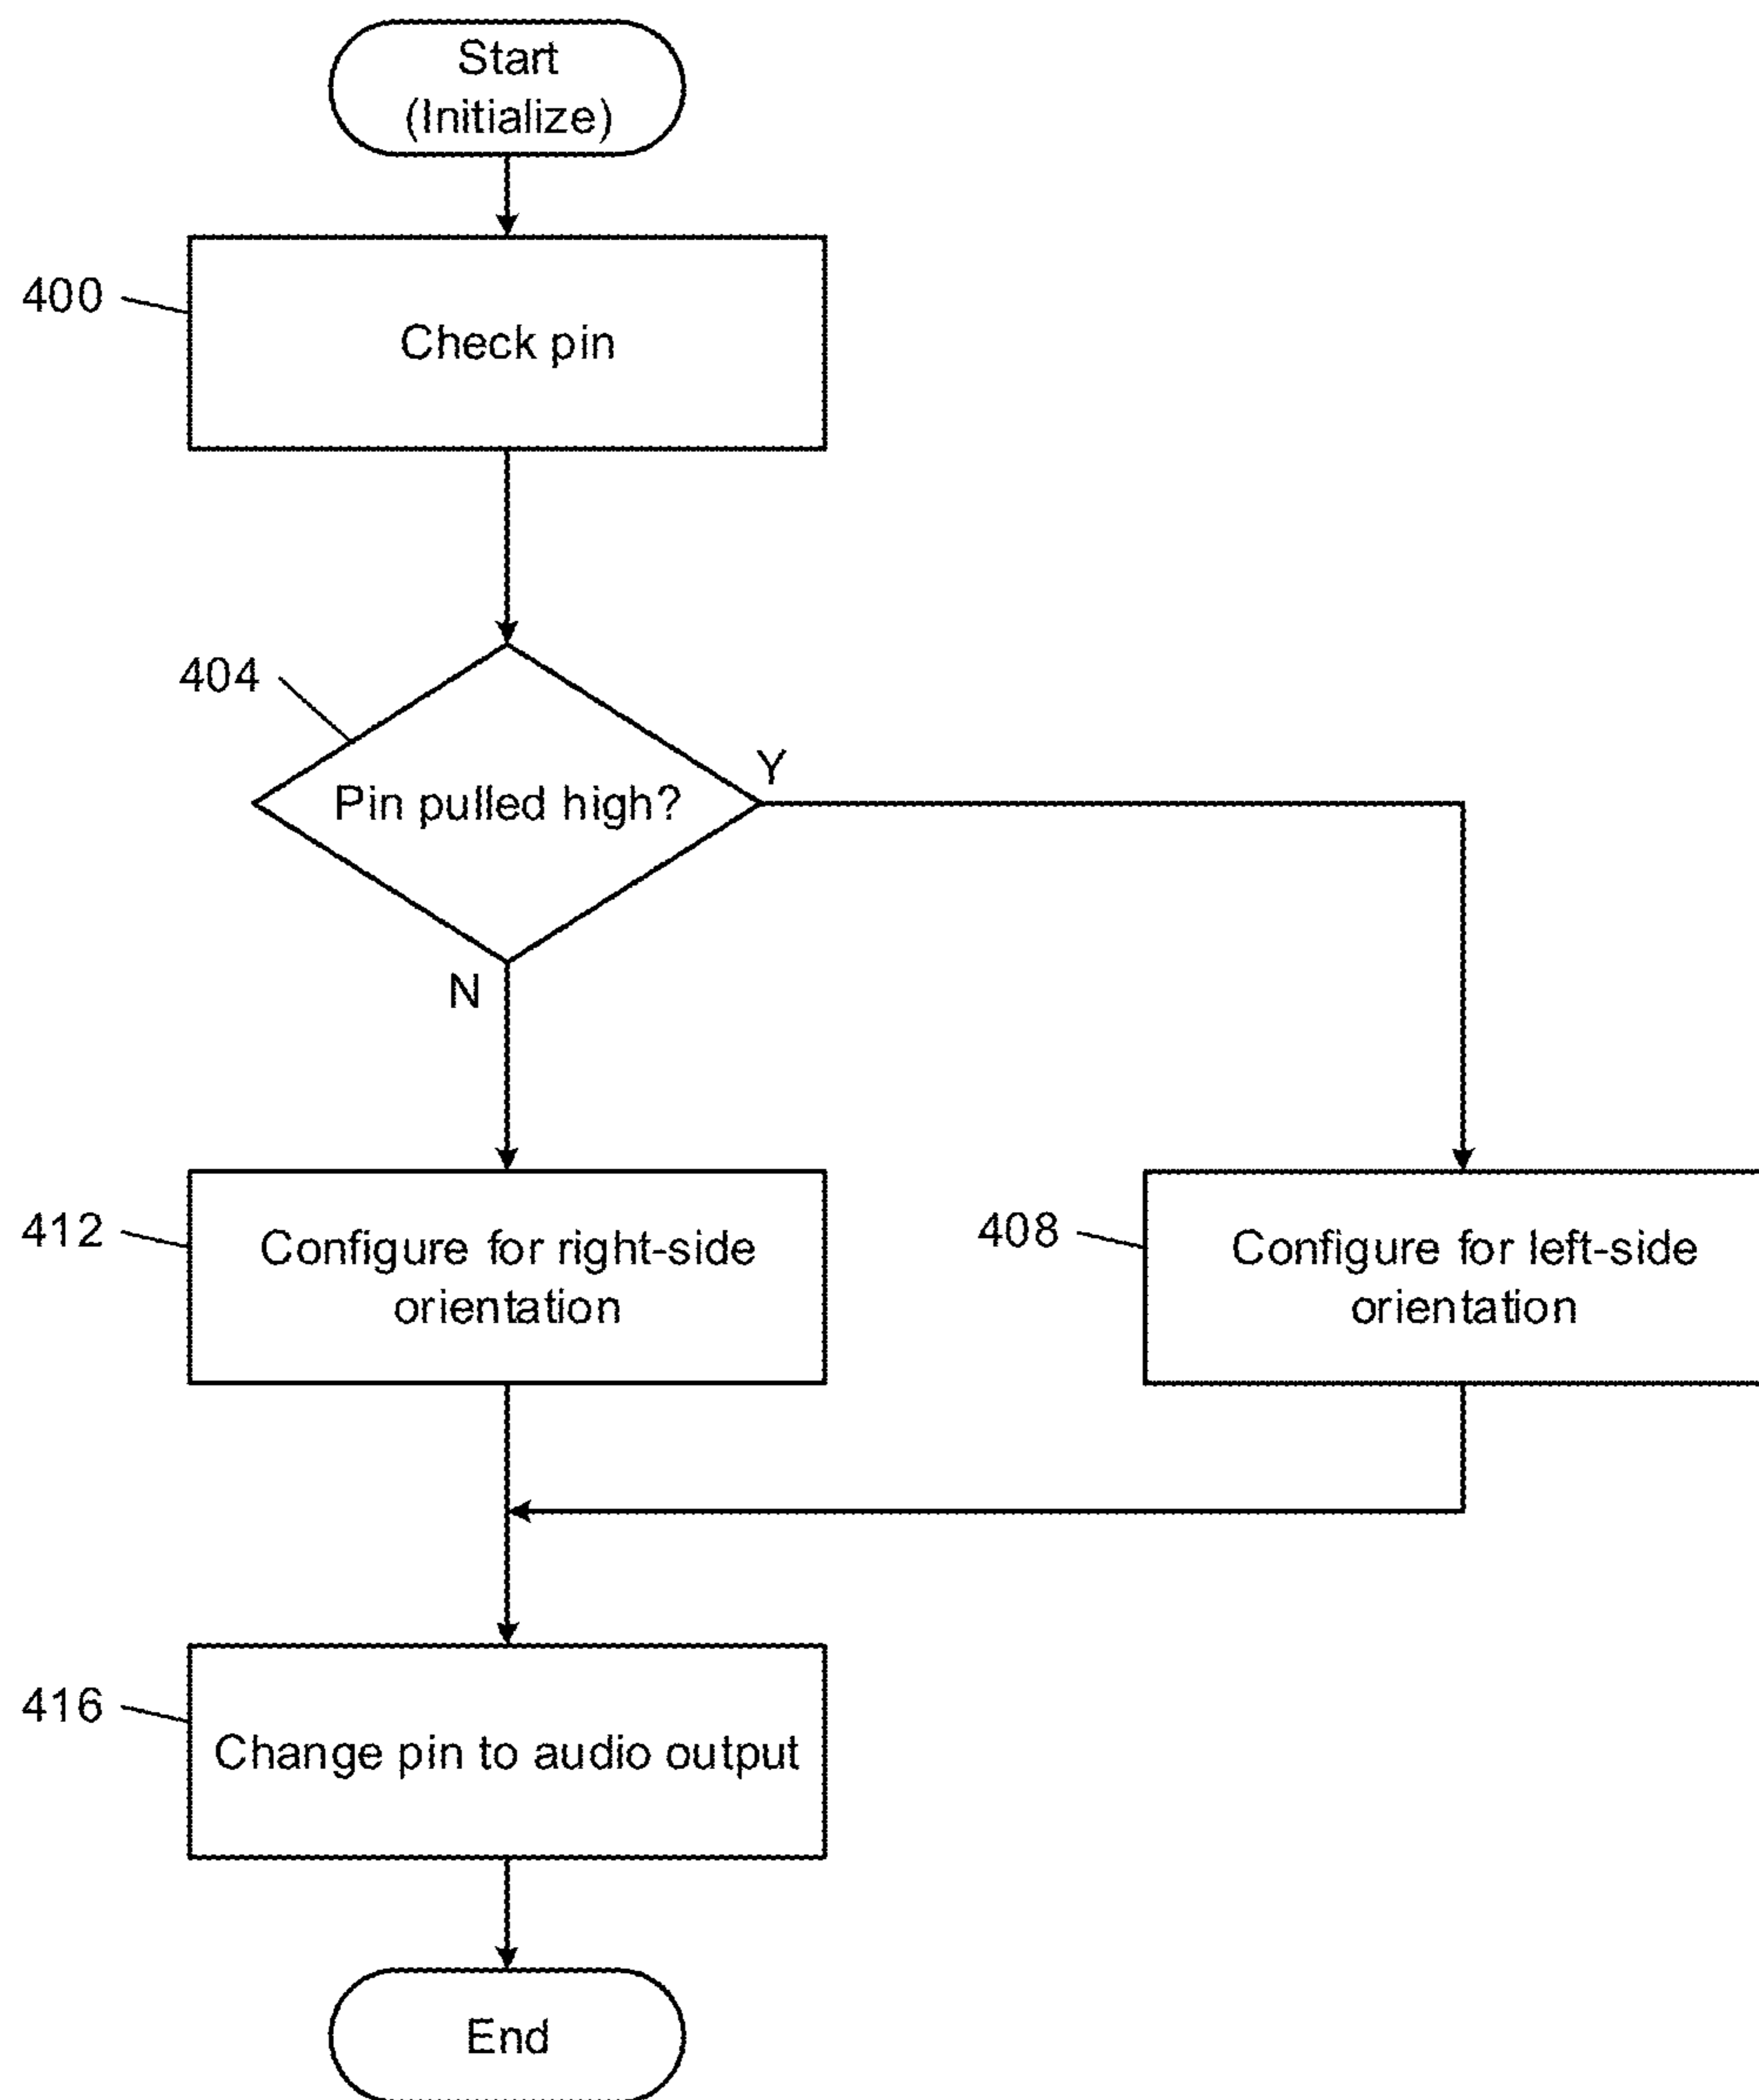 Start
(Initialize)
400
Check pin
404
Pin pulled high?
Y
N
412
Configure for right-side
orientation
408
Configure for left-side
orientation
416
Change pin to audio output
End